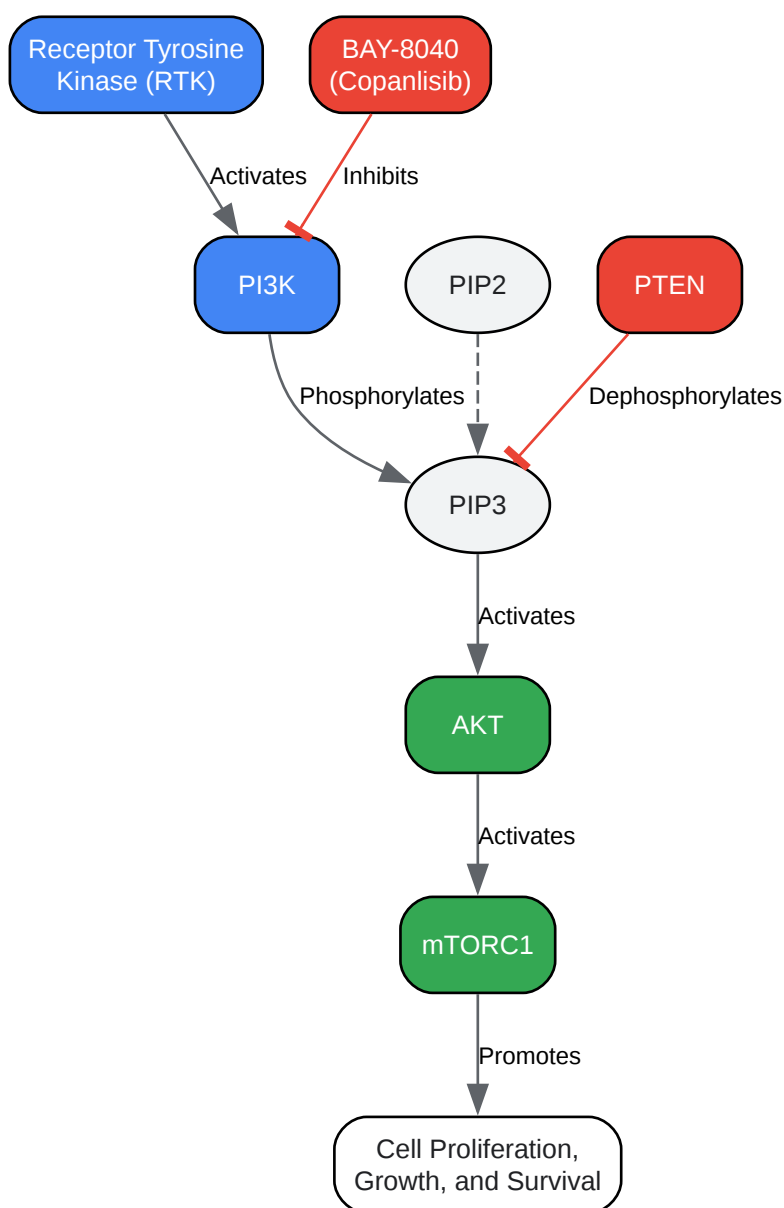 Receptor Tyrosine
Kinase (RTK)
BAY-8040
(Copanlisib)
Activates
Inhibits
PI3K
PIP2
PTEN
Phosphorylates
Dephosphorylates
PIP3
Activates
AKT
Activates
mTORC1
Promotes
Cell Proliferation,
Growth, and Survival